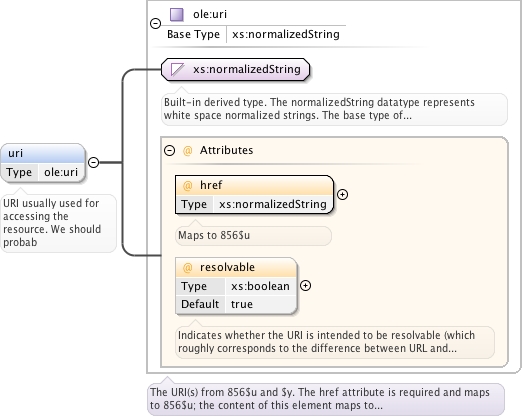 ole:uri
Base Type xs:normalizedString
xs:normalizedString
Built-in derived type. The normalizedString datatype represents
white space normalized strings. The base type of...
uri
Type ole:uri
URI usually used for
accessing the
resource. We should
probab
@ Attributes
@ href
Type xs:normalizedString
Maps to 856$u
@ resolvable
Type xs:boolean
Default true
Indicates whether the URI is intended to be resolvable (which
roughly corresponds to the difference between URL and...
The URI(s) from 856$u and $y. The href attribute is required and maps
to 856$u; the content of this element maps to...